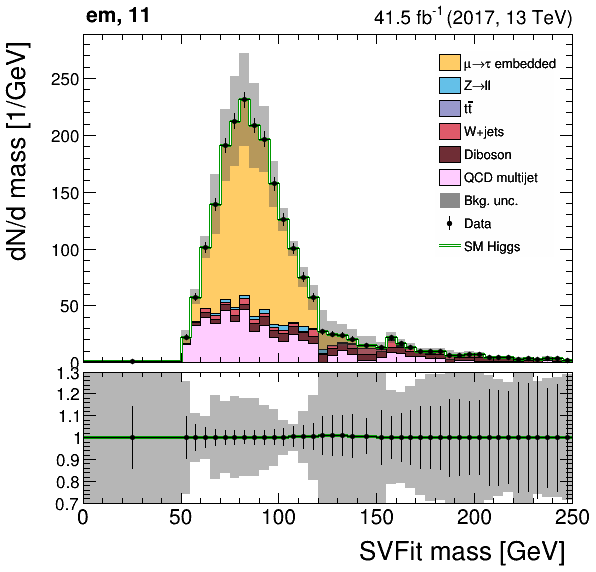 em, 11
41.5 fb⁻¹ (2017, 13 TeV)
dN/d mass [1/GeV]
250
200
150
100
50
0
μ→τ embedded
Z→ll
tt̅
W+jets
Diboson
QCD multijet
Bkg. unc.
Data
SM Higgs
1.3
1.2
1.1
1
0.9
0.8
0.7
0 50 100 150 200 250
SVFit mass [GeV]